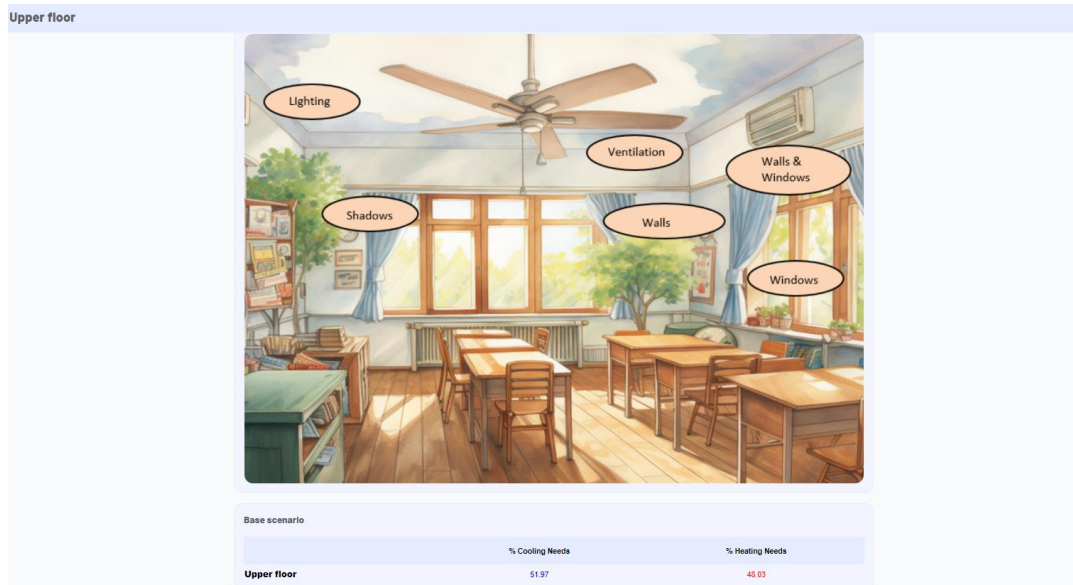 Upper floor
LIghting
Ventilation
Walls &
Windows
Shadows
Walls
Windows
Base scenario
% Cooling Needs % Heating Needs
Upper floor 51.97 48.03